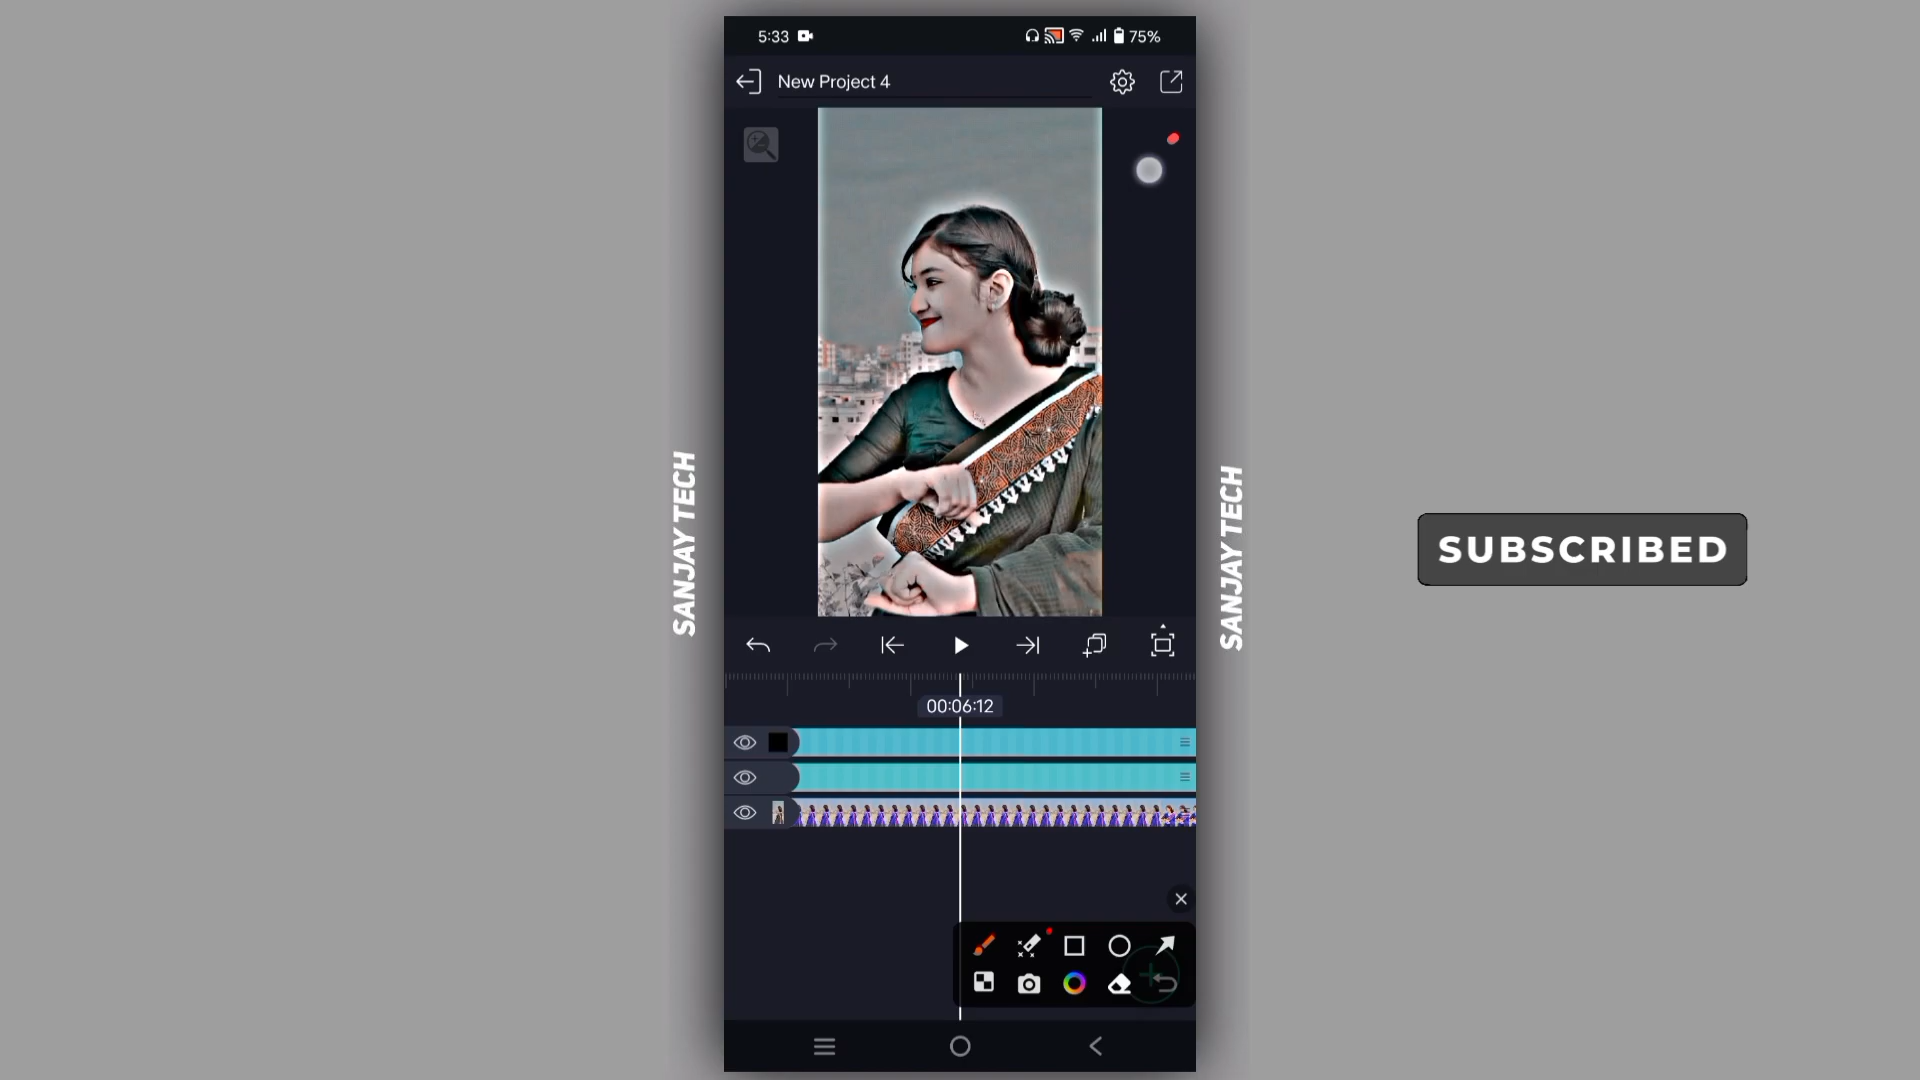 5:33
75%
New Project 4
SANJAY TECH
SANJAY TECH
SUBSCRIBED
00:06:12